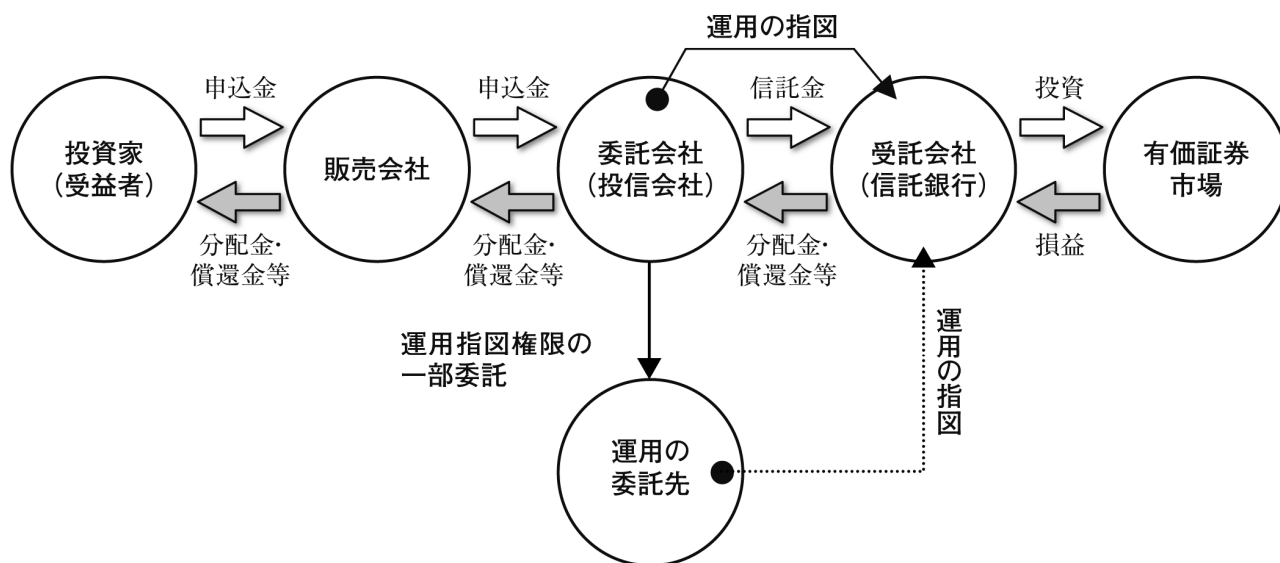 運用の指図
申込金
申込金
信託金
投資
投資家
（受益者）
販売会社
委託会社
（投信会社）
受託会社
（信託銀行）
有価証券
市場
分配金・
償還金等
分配金・
償還金等
分配金・
償還金等
損益
運用指図権限の
一部委託
運用の指図
運用の
委託先